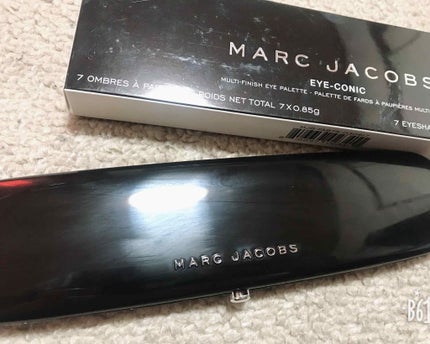 MARC JACOBS
EYE-CONIC
MULTI-FINISH EYE PALETTE - PALETTE DE FARDS À PAUPIÈRES MULTI
7 OMBRES À POIDS NET TOTAL 7X0.85g
7 EYESHA
MARC JACOBS
B61